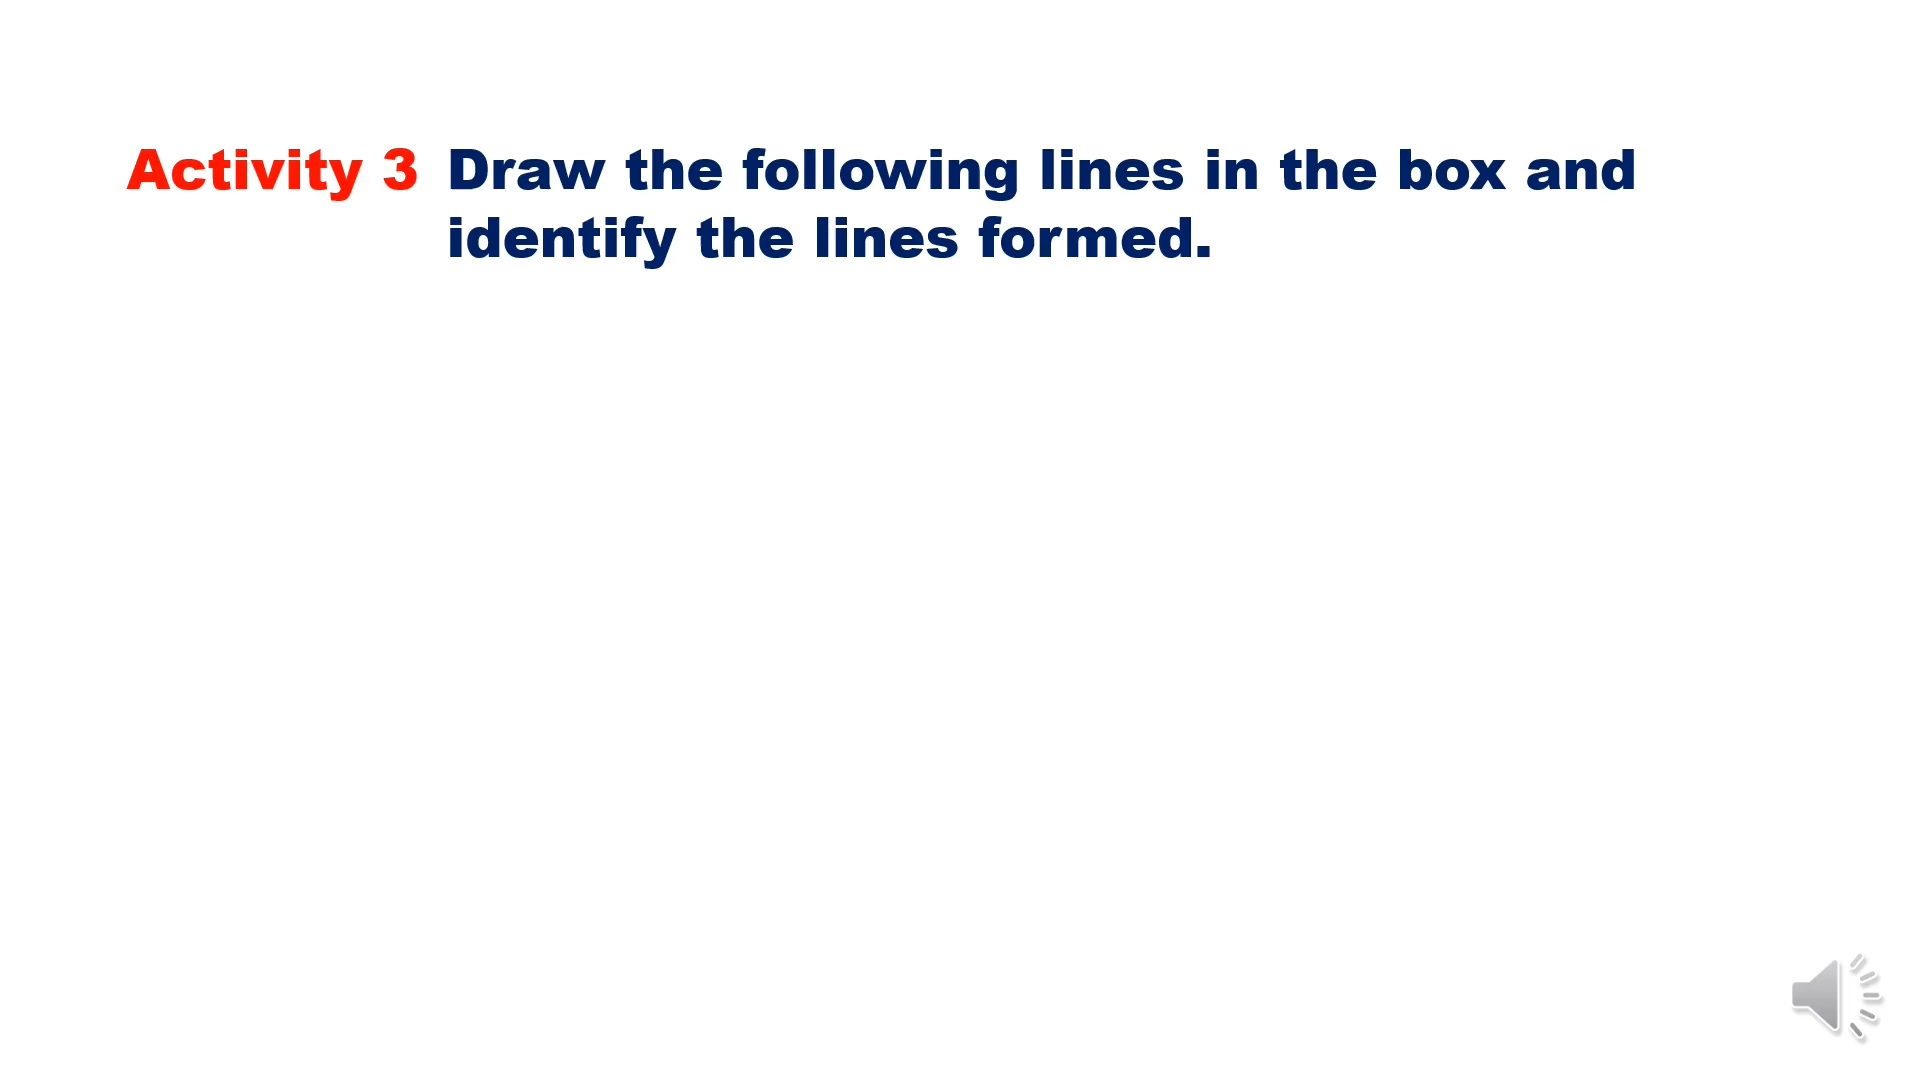 Activity 3 Draw the following lines in the box and
identify the lines formed.